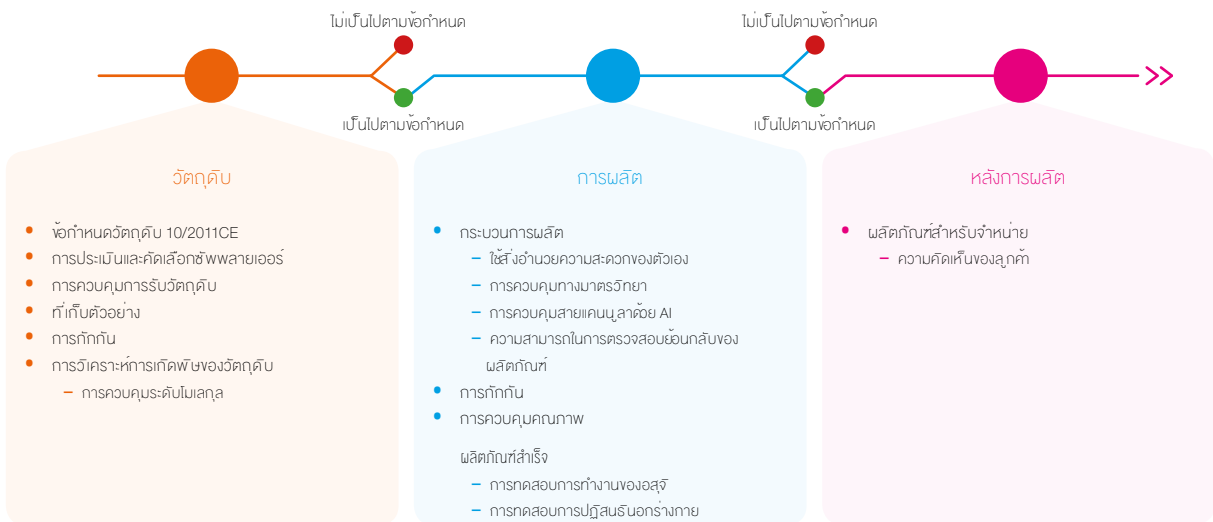 ไม่เป็นไปตามข้อกำหนด
ไม่เป็นไปตามข้อกำหนด
เป็นไปตามข้อกำหนด
เป็นไปตามข้อกำหนด
วัตถุดิบ
• ข้อกำหนดวัตถุดิบ 10/2011CE
• การประเมินและคัดเลือกซัพพลายเออร์
• การควบคุมการรับวัตถุดิบ
• ที่เก็บตัวอย่าง
• การกักกัน
• การวิเคราะห์การเกิดพิษของวัตถุดิบ
– การควบคุมระดับโมเลกุล
การผลิต
• กระบวนการผลิต
– ใช้สิ่งอำนวยความสะดวกของตัวเอง
– การควบคุมทางมาตรวิทยา
– การควบคุมสายแคนนูลาด้วย AI
– ความสามารถในการตรวจสอบย้อนกลับของ
ผลิตภัณฑ์
• การกักกัน
• การควบคุมคุณภาพ
ผลิตภัณฑ์สำเร็จ
– การทดสอบการทำงานของอสุจิ
– การทดสอบการปฏิสนธินอกร่างกาย
หลังการผลิต
• ผลิตภัณฑ์สำหรับจำหน่าย
– ความคิดเห็นของลูกค้า